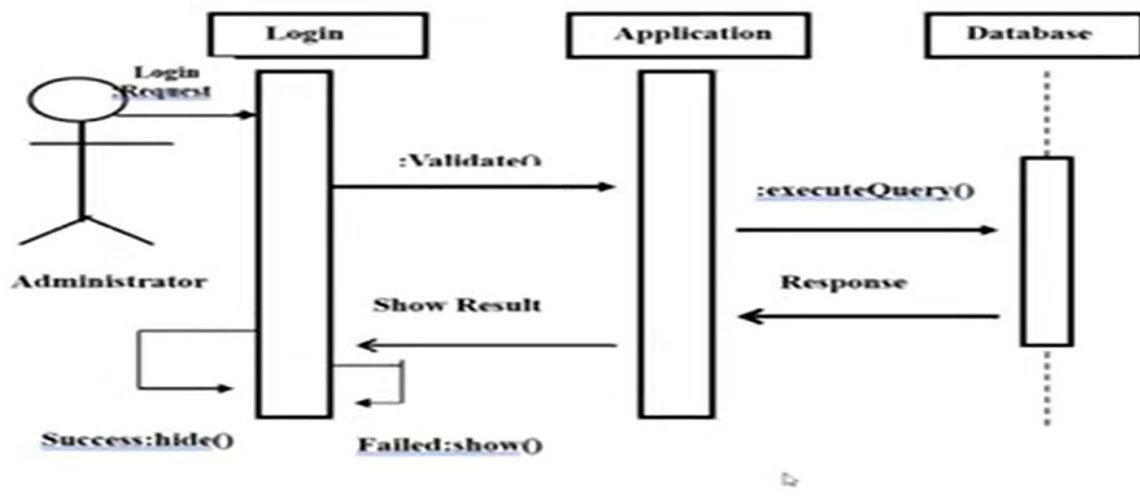 Login
Application
Database
Login
:Request
:Validate()
:executeQuery()
Administrator
Response
Show Result
Success:hide()
Failed:show()